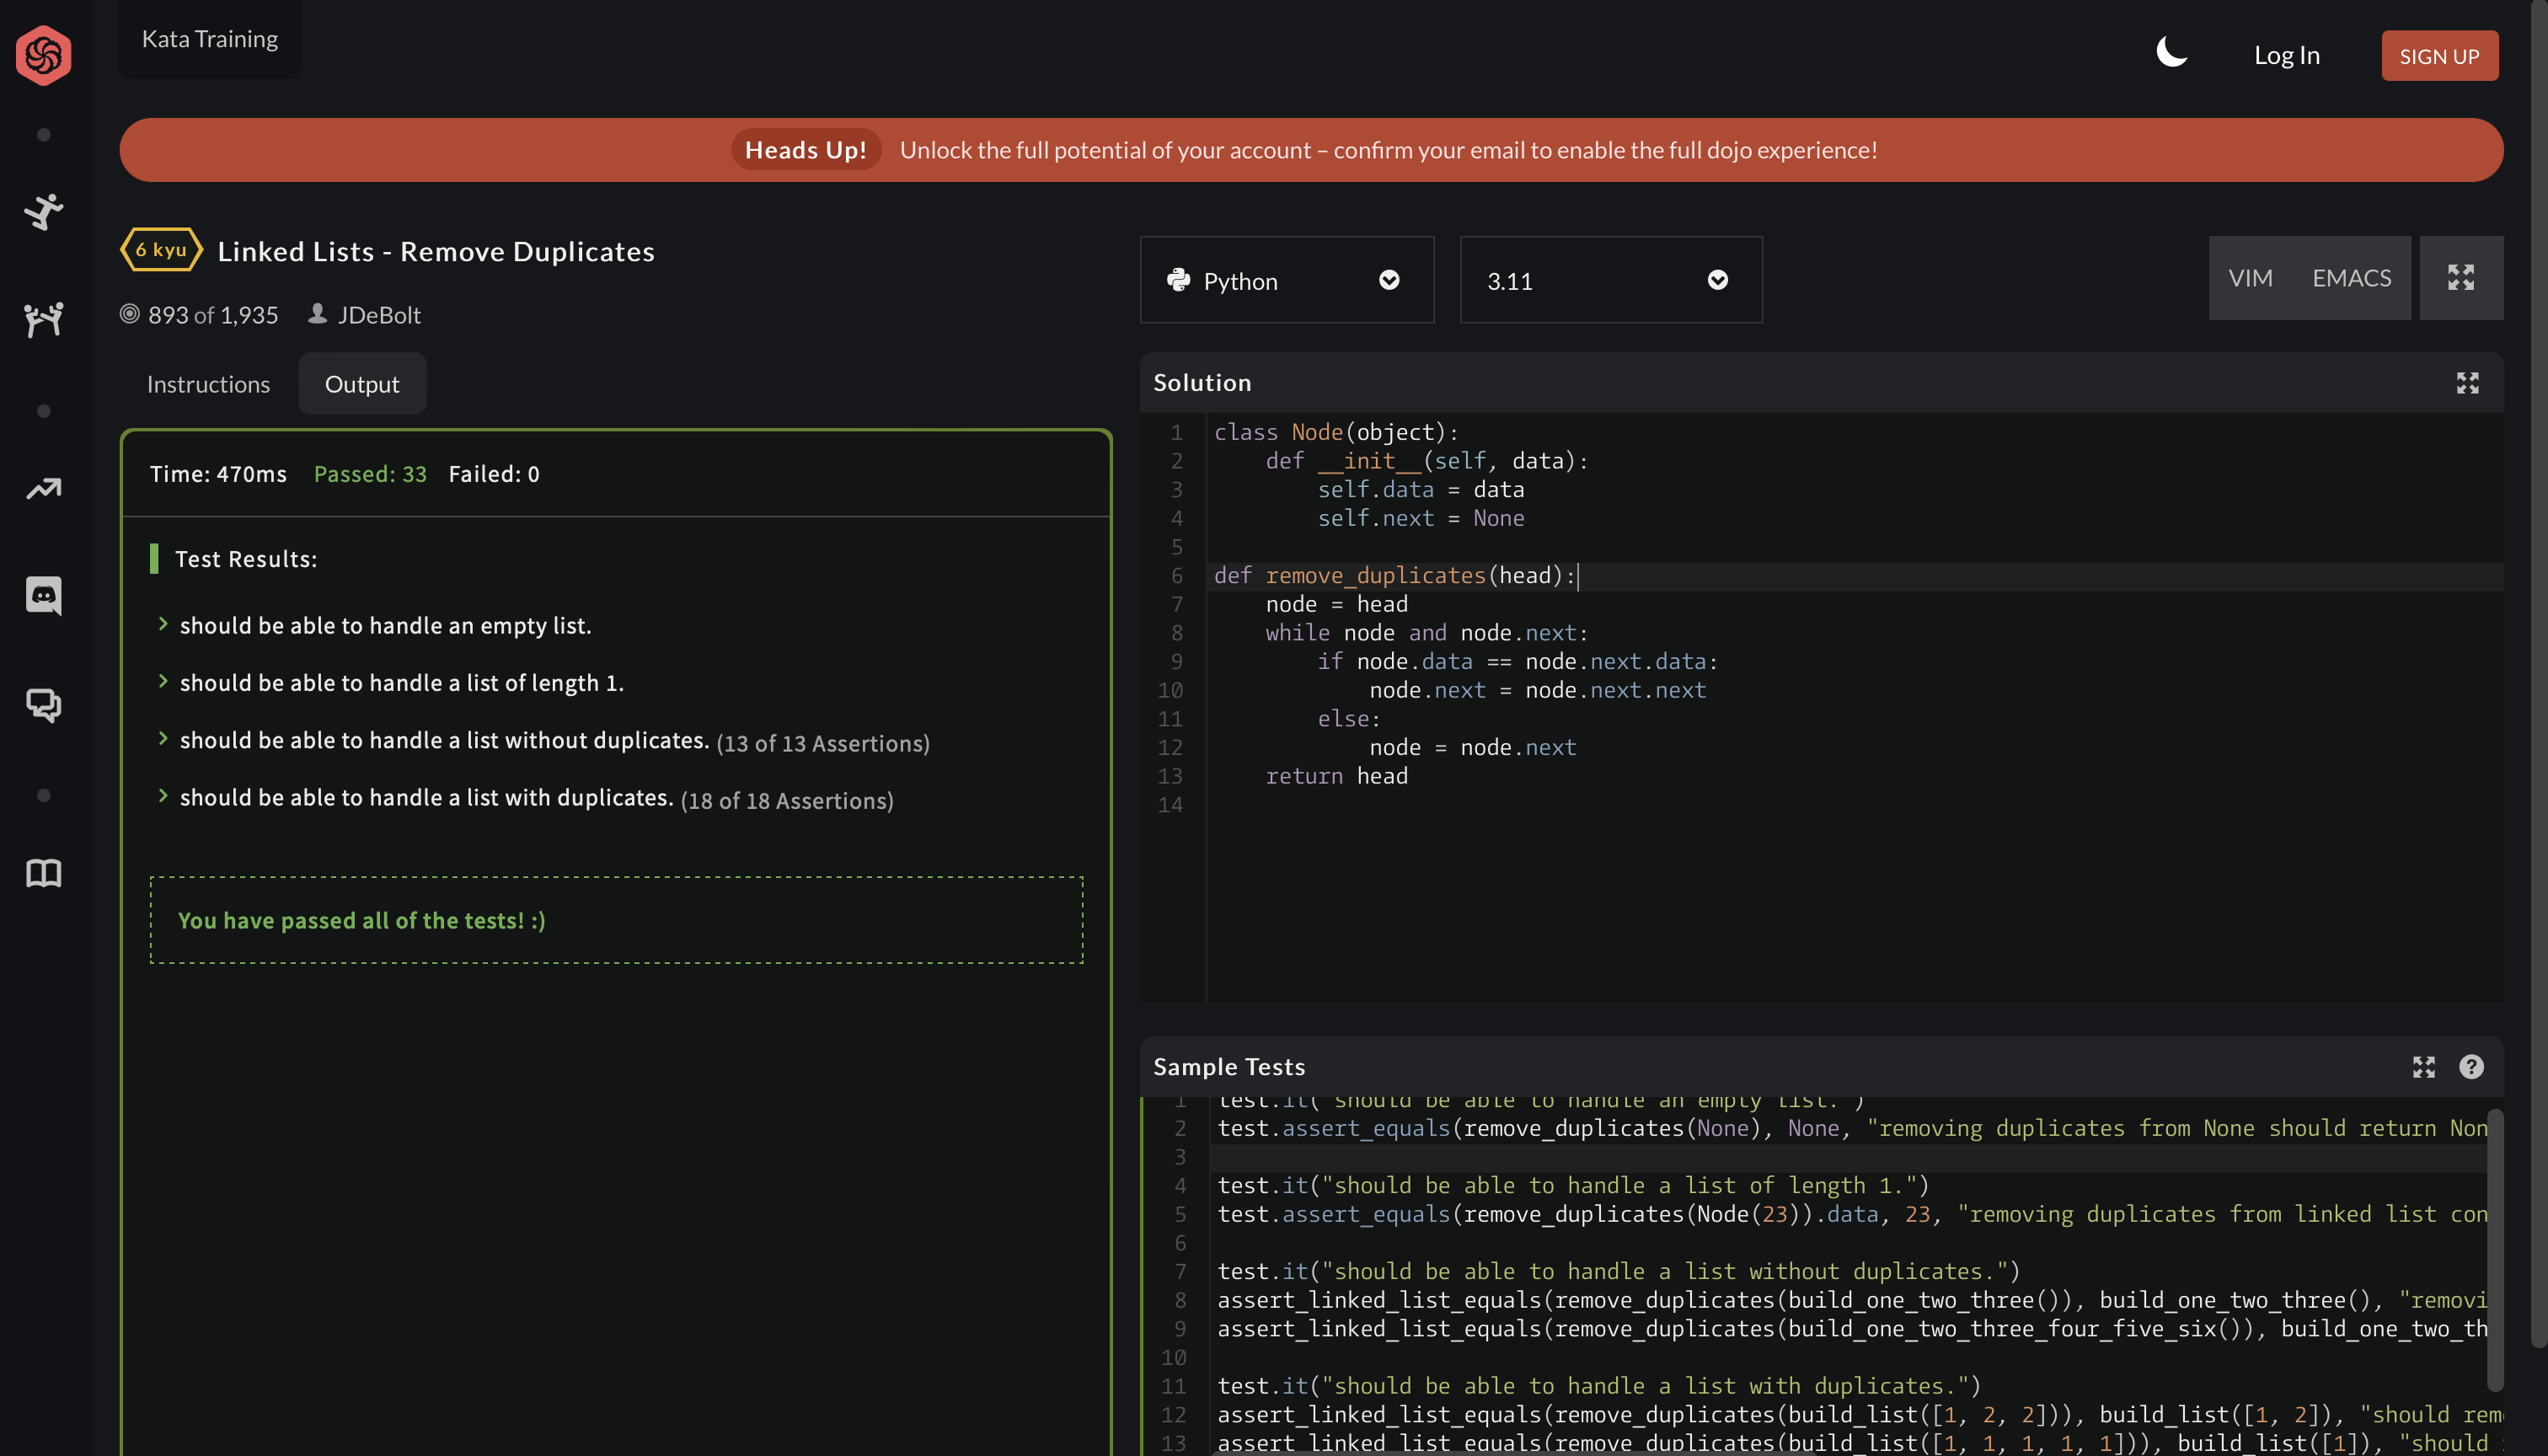 Kata Training
Log In
SIGN UP
Heads Up! Unlock the full potential of your account – confirm your email to enable the full dojo experience!
6 kyu Linked Lists - Remove Duplicates
893 of 1,935 JDeBolt
Python
3.11
VIM EMACS
Instructions
Output
Time: 470ms Passed: 33 Failed: 0
Test Results:
should be able to handle an empty list.
should be able to handle a list of length 1.
should be able to handle a list without duplicates. (13 of 13 Assertions)
should be able to handle a list with duplicates. (18 of 18 Assertions)
You have passed all of the tests! :)
Solution
1 class Node(object):
2     def __init__(self, data):
3         self.data = data
4         self.next = None
5
6 def remove_duplicates(head):
7     node = head
8     while node and node.next:
9         if node.data == node.next.data:
10             node.next = node.next.next
11         else:
12             node = node.next
13     return head
14
Sample Tests
1 test.it("should be able to handle an empty list.")
2 test.assert_equals(remove_duplicates(None), None, "removing duplicates from None should return Non
3
4 test.it("should be able to handle a list of length 1.")
5 test.assert_equals(remove_duplicates(Node(23)).data, 23, "removing duplicates from linked list con
6
7 test.it("should be able to handle a list without duplicates.")
8 assert_linked_list_equals(remove_duplicates(build_one_two_three()), build_one_two_three(), "removi
9 assert_linked_list_equals(remove_duplicates(build_one_two_three_four_five_six()), build_one_two_th
10
11 test.it("should be able to handle a list with duplicates.")
12 assert_linked_list_equals(remove_duplicates(build_list([1, 2, 2])), build_list([1, 2]), "should rem
13 assert_linked_list_equals(remove_duplicates(build_list([1, 1, 1, 1, 1])), build_list([1]), "should